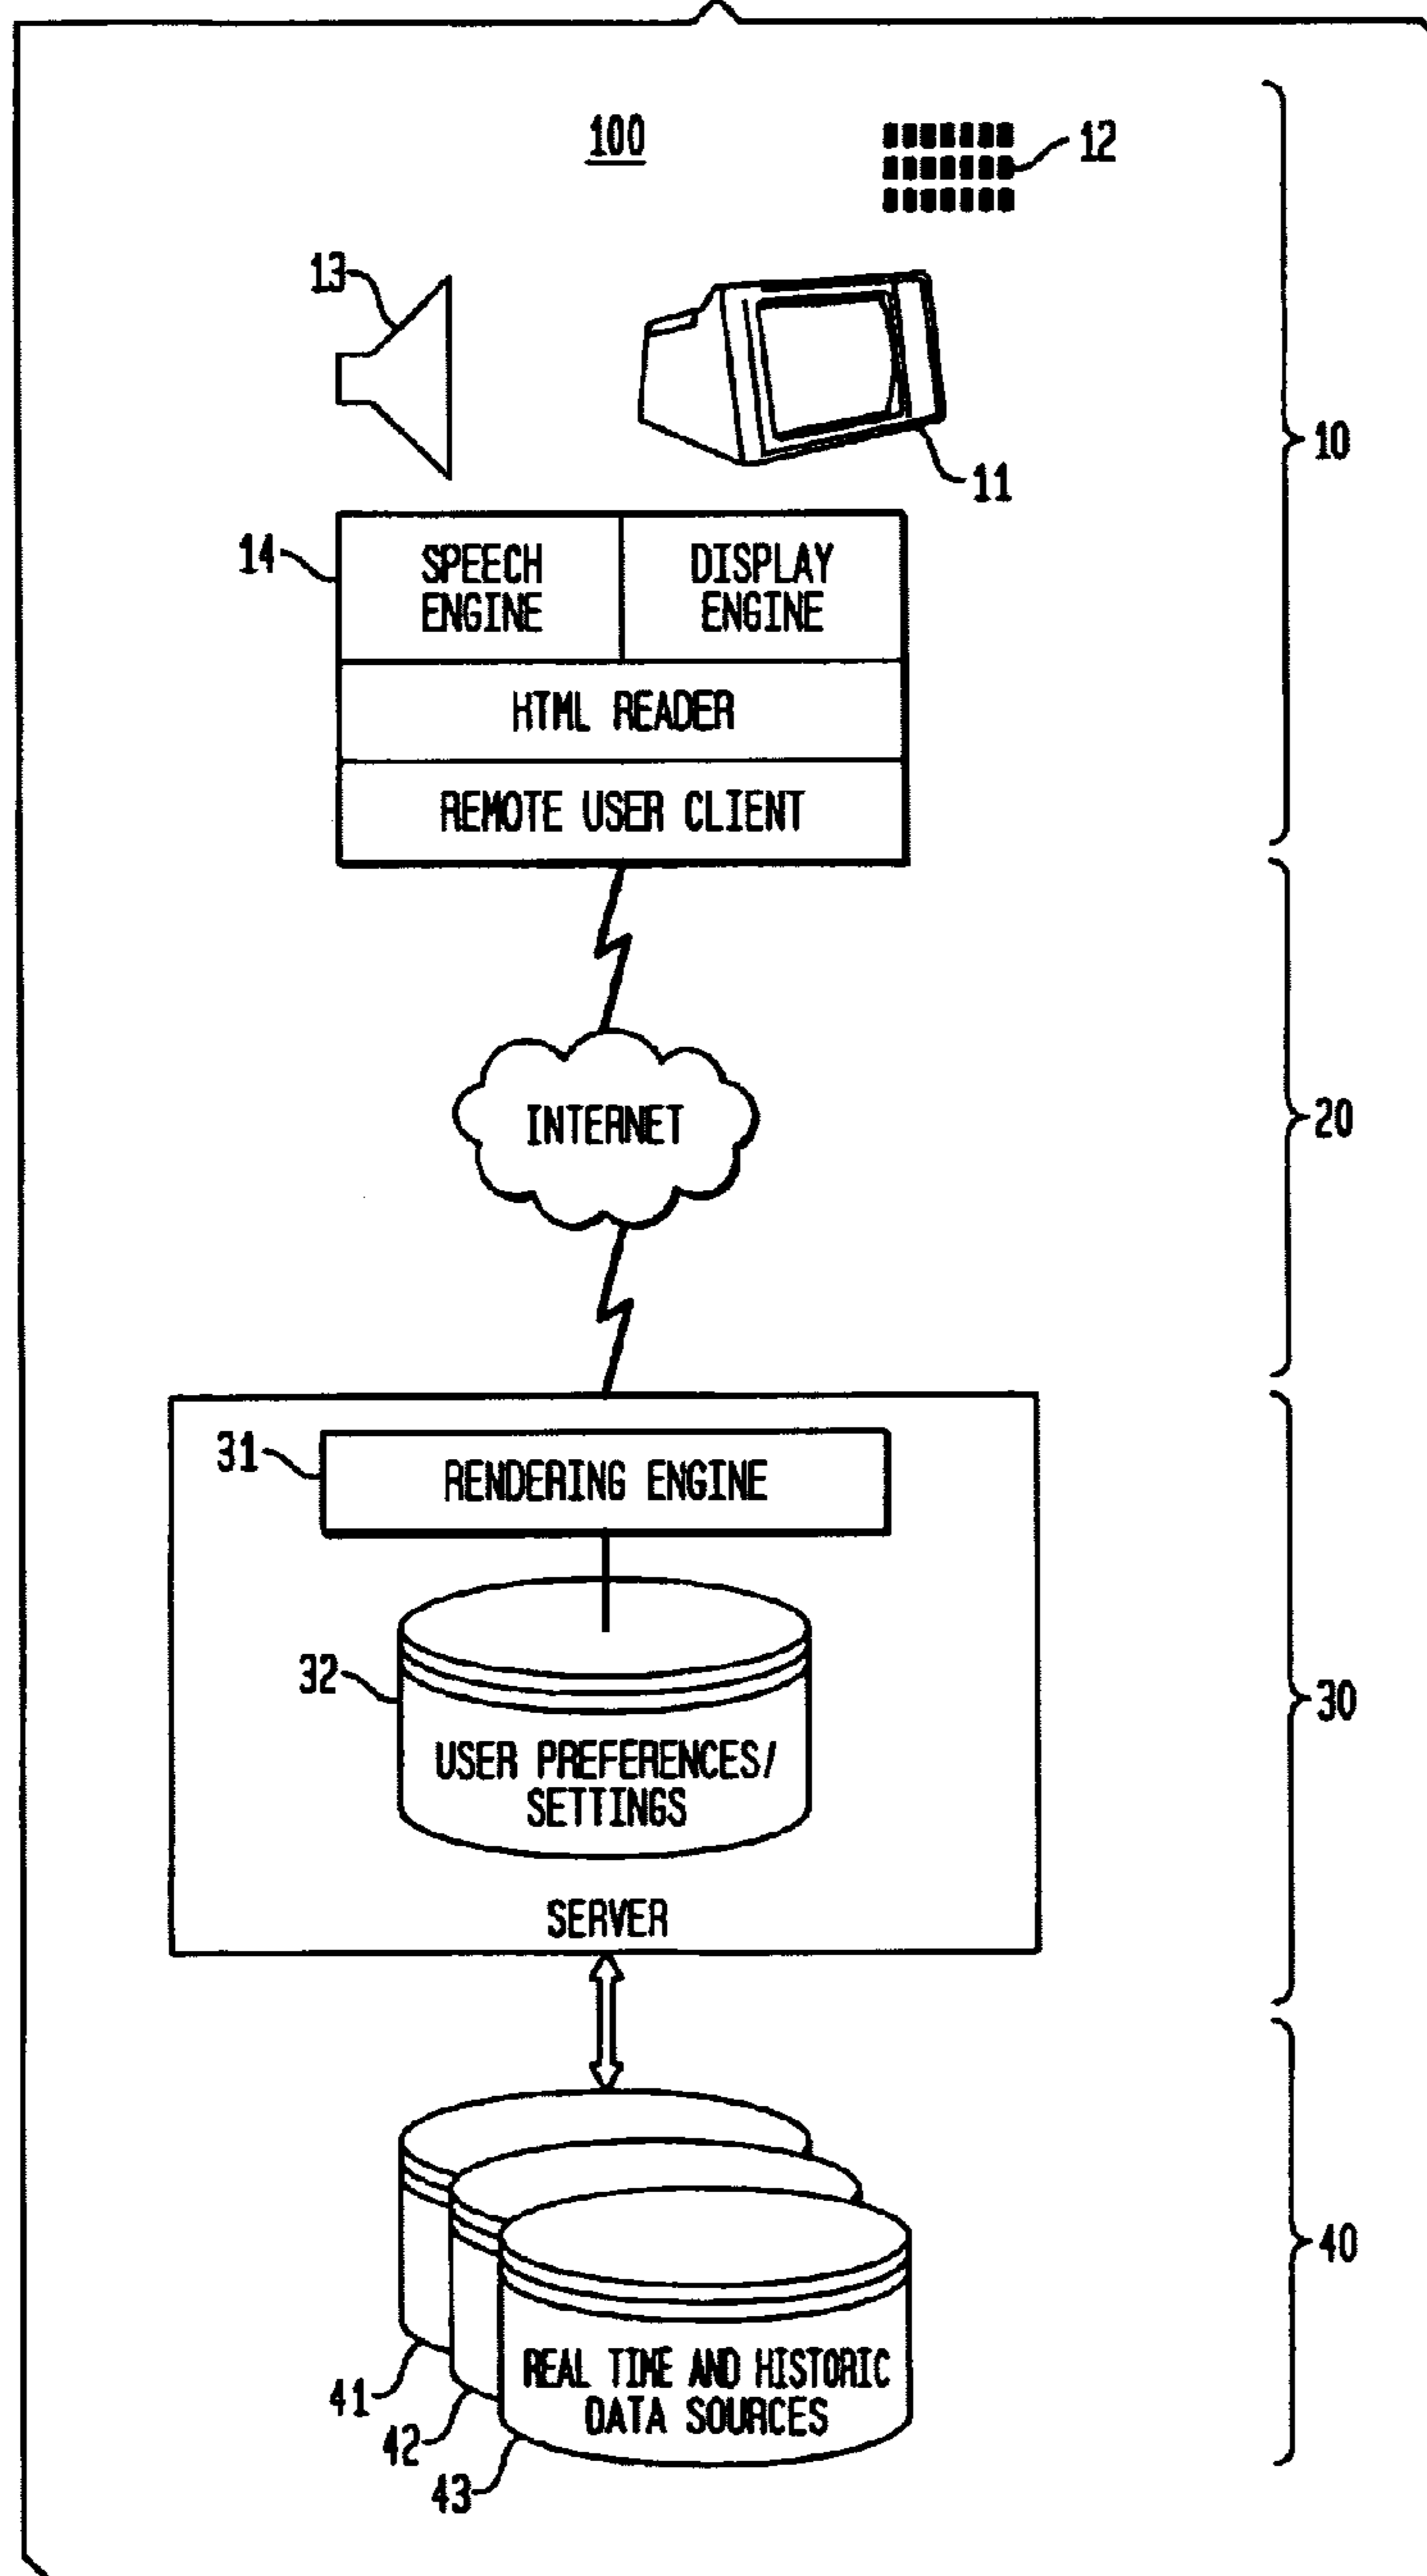 100
12
13
11
10
14
SPEECH
ENGINE
DISPLAY
ENGINE
HTML READER
REMOTE USER CLIENT
INTERNET
20
31
RENDERING ENGINE
32
USER PREFERENCES/
SETTINGS
30
SERVER
40
REAL TIME AND HISTORIC
DATA SOURCES
41
42
43